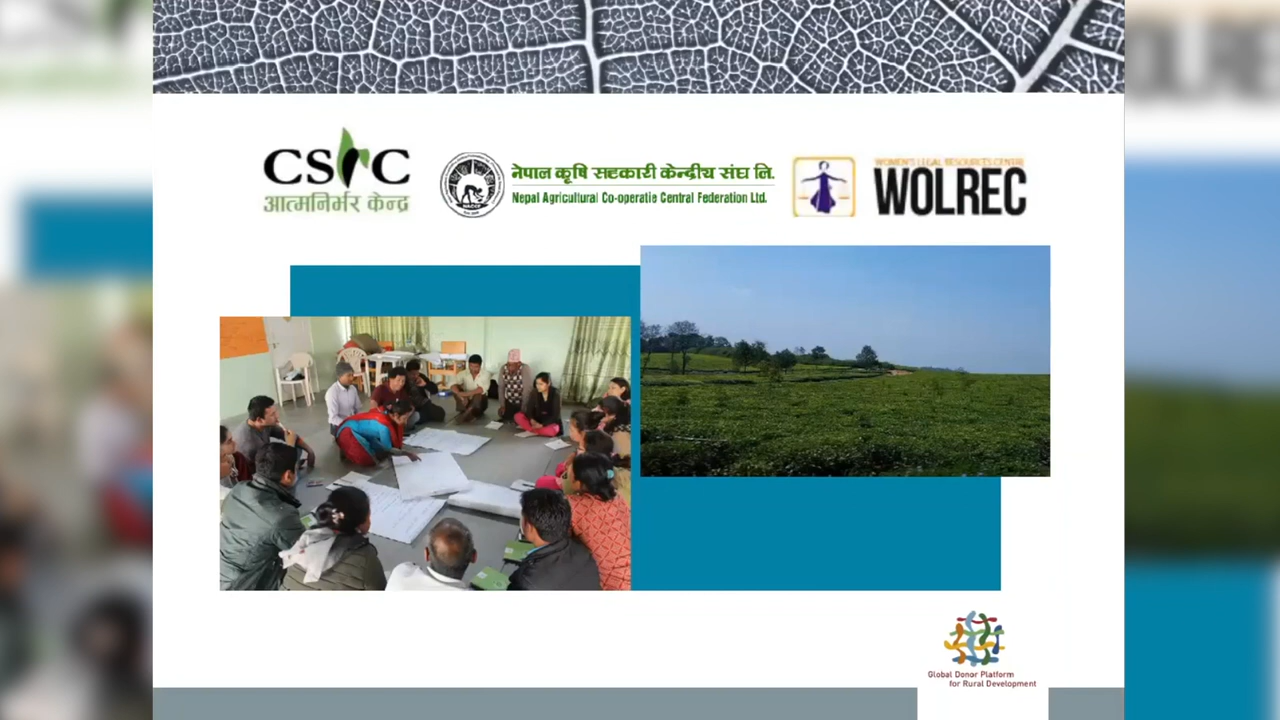 CSRC
आत्मनिर्भर केन्द्र
नेपाल कृषि सहकारी केन्द्रीय संघ लि.
Nepal Agricultural Co-operatie Central Federation Ltd.
WOMEN'S LEGAL RESOURCES CENTRE
WOLREC
Global Donor Platform
for Rural Development